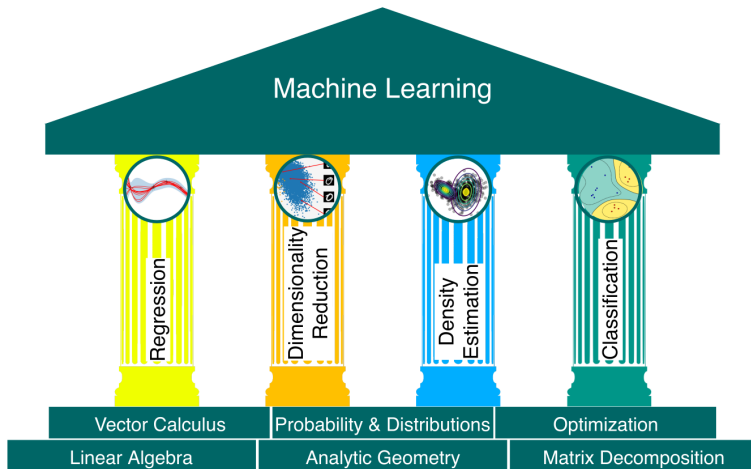 Machine Learning
Regression
Dimensionality
Reduction
Density
Estimation
Classification
Vector Calculus
Probability & Distributions
Optimization
Linear Algebra
Analytic Geometry
Matrix Decomposition